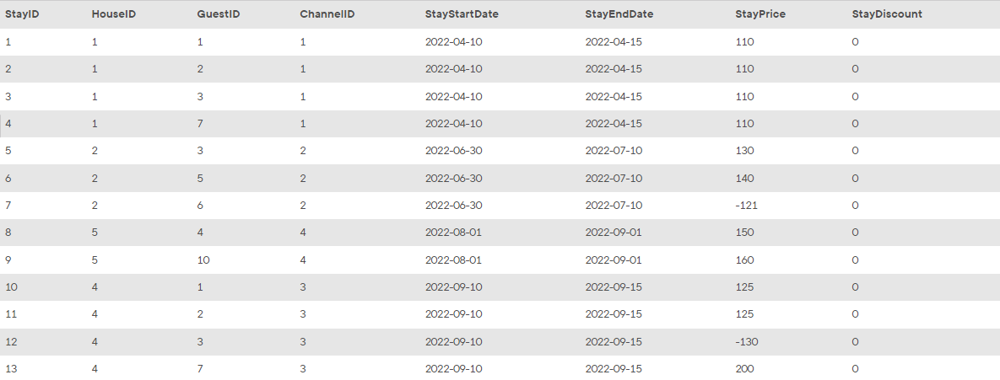 StayID HouseID GuestID ChannelID StayStartDate StayEndDate StayPrice StayDiscount
1 1 1 1 2022-04-10 2022-04-15 110 0
2 1 2 1 2022-04-10 2022-04-15 110 0
3 1 3 1 2022-04-10 2022-04-15 110 0
4 1 7 1 2022-04-10 2022-04-15 110 0
5 2 3 2 2022-06-30 2022-07-10 130 0
6 2 5 2 2022-06-30 2022-07-10 140 0
7 2 6 2 2022-06-30 2022-07-10 -121 0
8 5 4 4 2022-08-01 2022-09-01 150 0
9 5 10 4 2022-08-01 2022-09-01 160 0
10 4 1 3 2022-09-10 2022-09-15 125 0
11 4 2 3 2022-09-10 2022-09-15 125 0
12 4 3 3 2022-09-10 2022-09-15 -130 0
13 4 7 3 2022-09-10 2022-09-15 200 0